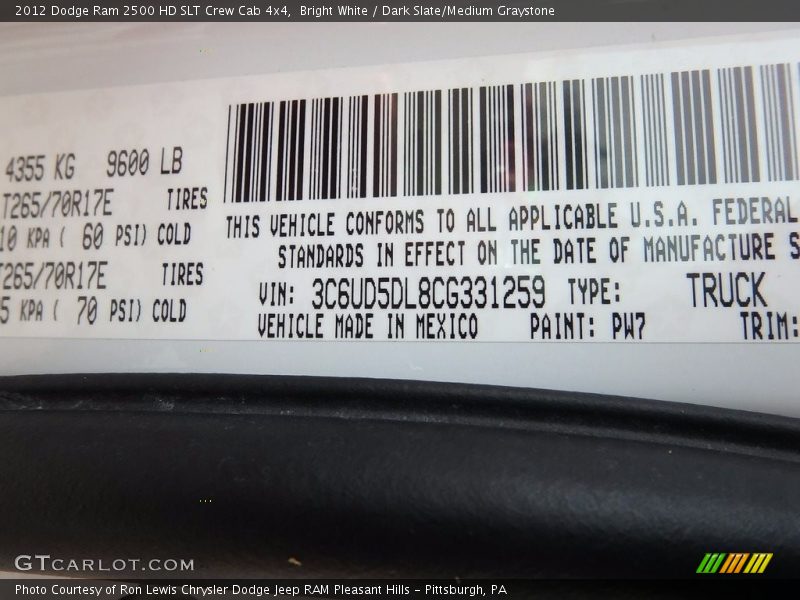 2012 Dodge Ram 2500 HD SLT Crew Cab 4x4,  Bright White / Dark Slate/Medium Graystone
4355 KG 9600 LB
T265/70R17E TIRES
10 KPA ( 60 PSI) COLD
T265/70R17E TIRES
5 KPA ( 70 PSI) COLD
THIS VEHICLE CONFORMS TO ALL APPLICABLE U.S.A. FEDERAL
STANDARDS IN EFFECT ON THE DATE OF MANUFACTURE S
VIN: 3C6UD5DL8CG331259 TYPE: TRUCK
VEHICLE MADE IN MEXICO PAINT: PW7 TRIM:
GTCARLOT.COM
Photo Courtesy of Ron Lewis Chrysler Dodge Jeep RAM Pleasant Hills - Pittsburgh, PA